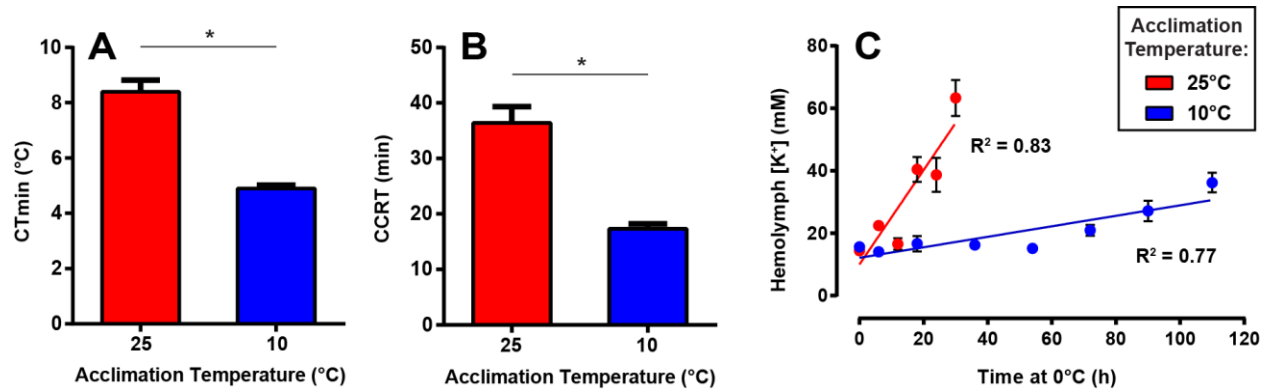 A
*
CTmin (°C)
8
6
4
2
0
25
10
Acclimation Temperature (°C)
B
*
CCRT (min)
50
40
30
20
10
0
25
10
Acclimation Temperature (°C)
C
Hemolymph [K⁺] (mM)
80
60
40
20
0
R² = 0.83
R² = 0.77
0 20 40 60 80 100 120
Time at 0°C (h)
Acclimation
Temperature:
25°C
10°C